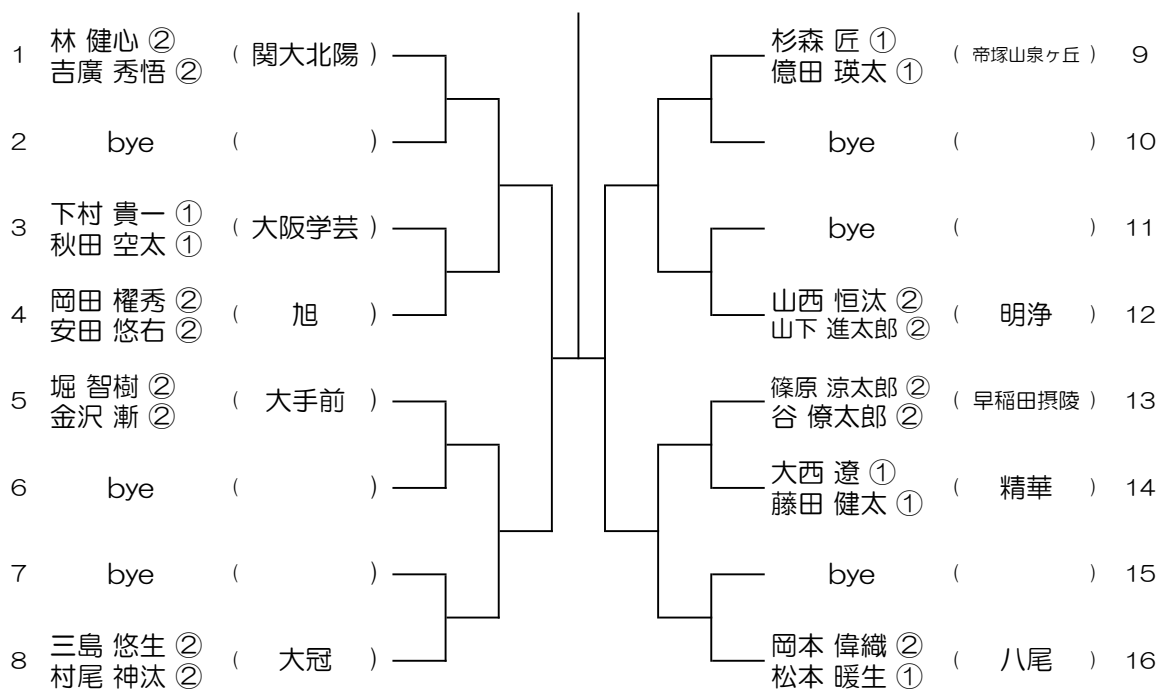 1 林 健心 ② ( 関大北陽 )
吉廣 秀悟 ②
2 bye ( )
3 下村 貴一 ① ( 大阪学芸 )
秋田 空太 ①
4 岡田 櫂秀 ② ( 旭 )
安田 悠右 ②
5 堀 智樹 ② ( 大手前 )
金沢 漸 ②
6 bye ( )
7 bye ( )
8 三島 悠生 ② ( 大冠 )
村尾 神汰 ②
杉森 匠 ① ( 帝塚山泉ヶ丘 ) 9
億田 瑛太 ①
bye ( ) 10
bye ( ) 11
山西 恒汰 ② ( 明浄 ) 12
山下 進太郎 ②
篠原 涼太郎 ② ( 早稲田摂陵 ) 13
谷 僚太郎 ②
大西 遼 ① ( 精華 ) 14
藤田 健太 ①
bye ( ) 15
岡本 偉織 ② ( 八尾 ) 16
松本 暖生 ①